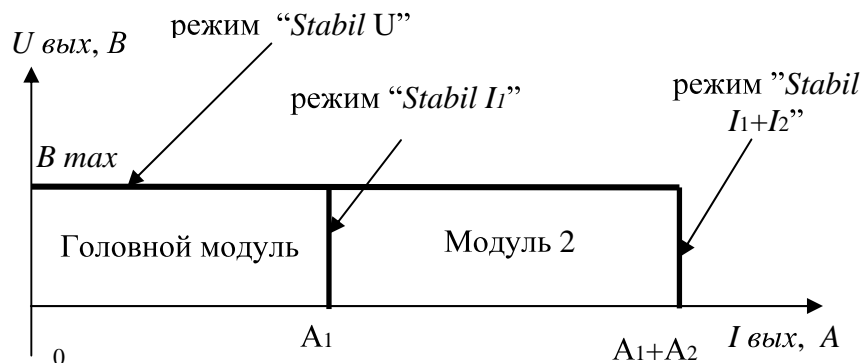 режим “Stabil U”
U вых, В
режим “Stabil I1”
режим ”Stabil
I1+I2”
B max
Головной модуль
Модуль 2
0
A1
A1+A2
I вых, А